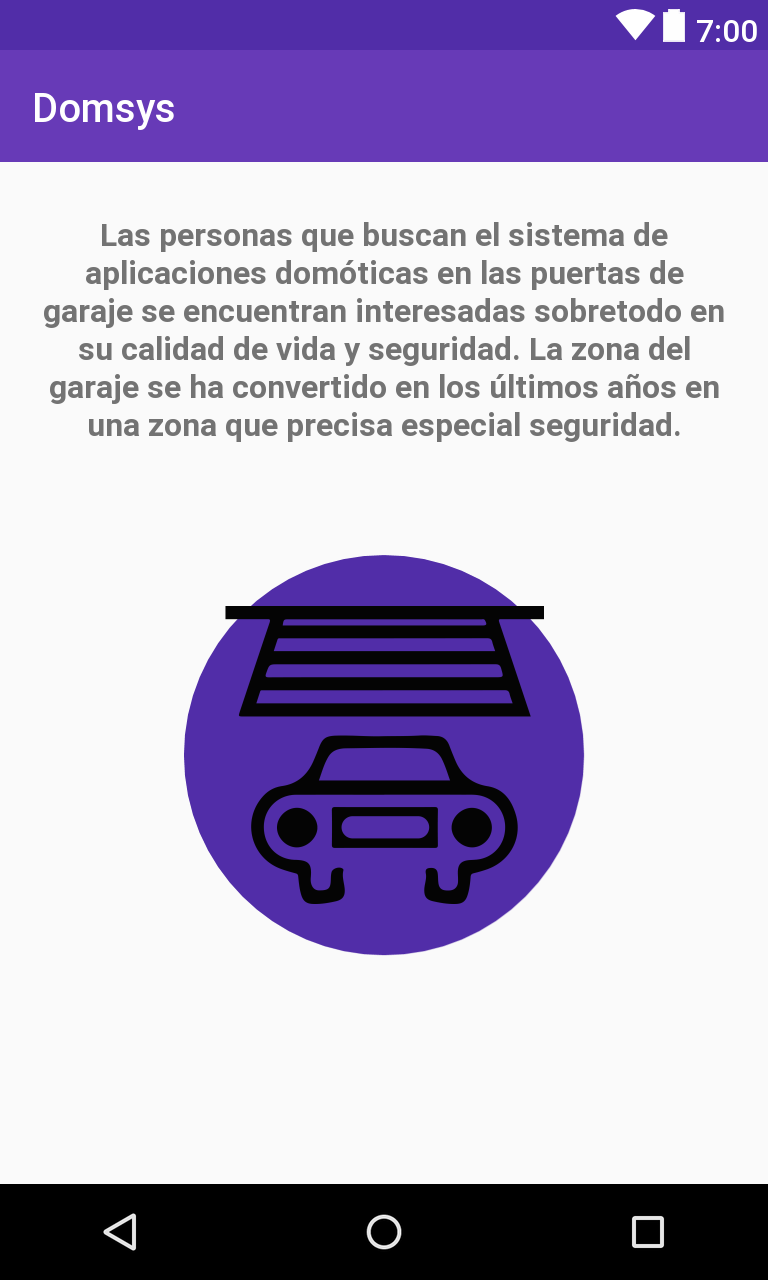 7:00
Domsys
Las personas que buscan el sistema de
aplicaciones domóticas en las puertas de
garaje se encuentran interesadas sobretodo en
su calidad de vida y seguridad. La zona del
garaje se ha convertido en los últimos años en
una zona que precisa especial seguridad.